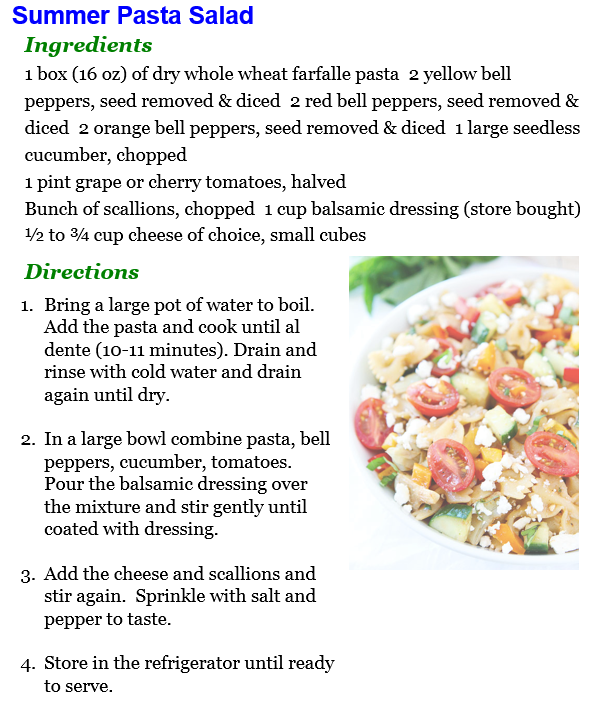 Summer Pasta Salad
Ingredients
1 box (16 oz) of dry whole wheat farfalle pasta  2 yellow bell
peppers, seed removed & diced  2 red bell peppers, seed removed &
diced  2 orange bell peppers, seed removed & diced  1 large seedless
cucumber, chopped
1 pint grape or cherry tomatoes, halved
Bunch of scallions, chopped  1 cup balsamic dressing (store bought)
½ to ¾ cup cheese of choice, small cubes
Directions
1. Bring a large pot of water to boil.
Add the pasta and cook until al
dente (10-11 minutes). Drain and
rinse with cold water and drain
again until dry.
2. In a large bowl combine pasta, bell
peppers, cucumber, tomatoes.
Pour the balsamic dressing over
the mixture and stir gently until
coated with dressing.
3. Add the cheese and scallions and
stir again.  Sprinkle with salt and
pepper to taste.
4. Store in the refrigerator until ready
to serve.